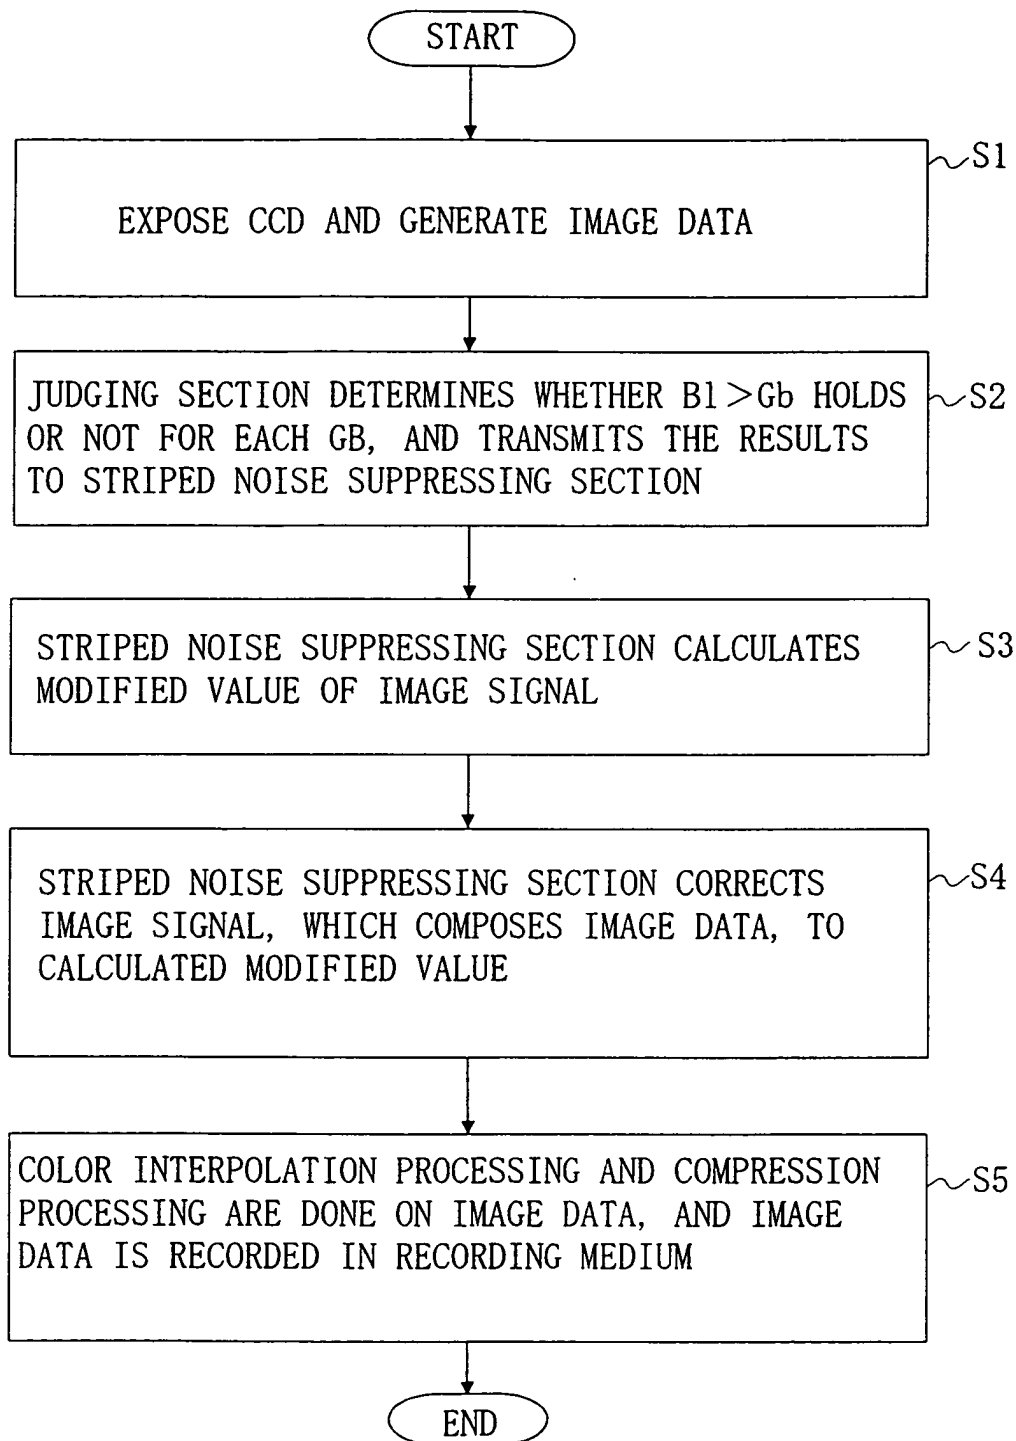 START
S1
EXPOSE CCD AND GENERATE IMAGE DATA
S2
JUDGING SECTION DETERMINES WHETHER Bl>Gb HOLDS
OR NOT FOR EACH GB, AND TRANSMITS THE RESULTS
TO STRIPED NOISE SUPPRESSING SECTION
S3
STRIPED NOISE SUPPRESSING SECTION CALCULATES
MODIFIED VALUE OF IMAGE SIGNAL
S4
STRIPED NOISE SUPPRESSING SECTION CORRECTS
IMAGE SIGNAL, WHICH COMPOSES IMAGE DATA, TO
CALCULATED MODIFIED VALUE
S5
COLOR INTERPOLATION PROCESSING AND COMPRESSION
PROCESSING ARE DONE ON IMAGE DATA, AND IMAGE
DATA IS RECORDED IN RECORDING MEDIUM
END